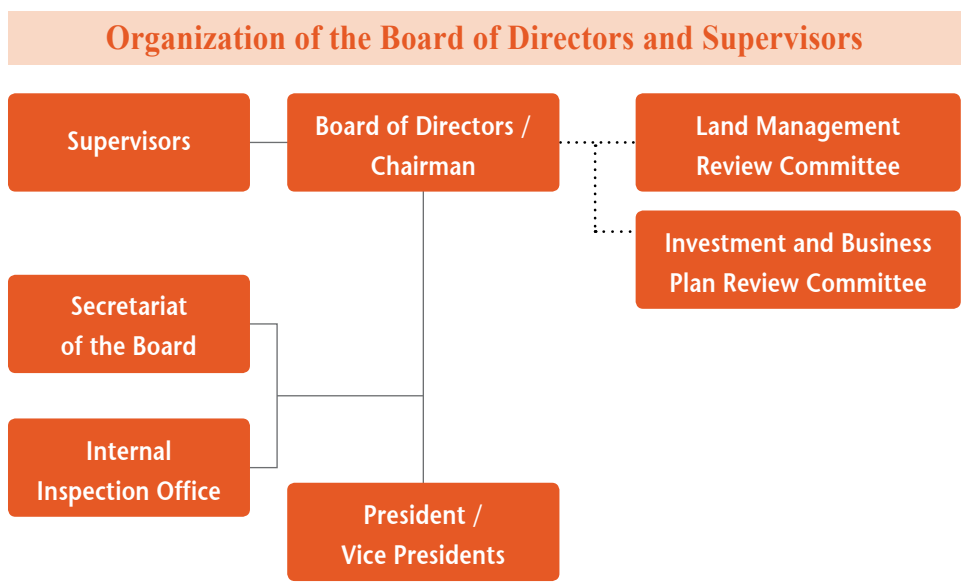 Organization of the Board of Directors and Supervisors
Supervisors
Board of Directors /
Chairman
Land Management
Review Committee
Investment and Business
Plan Review Committee
Secretariat
of the Board
Internal
Inspection Office
President /
Vice Presidents